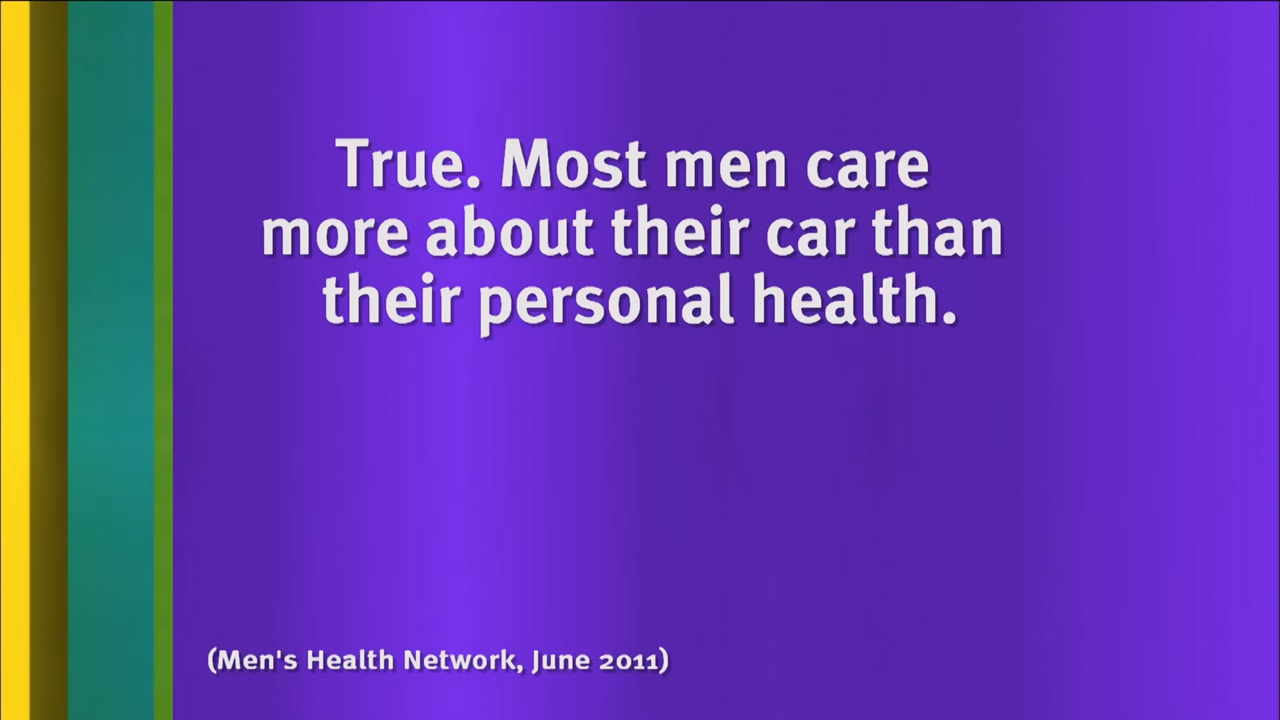 True. Most men care
more about their car than
their personal health.
(Men's Health Network, June 2011)